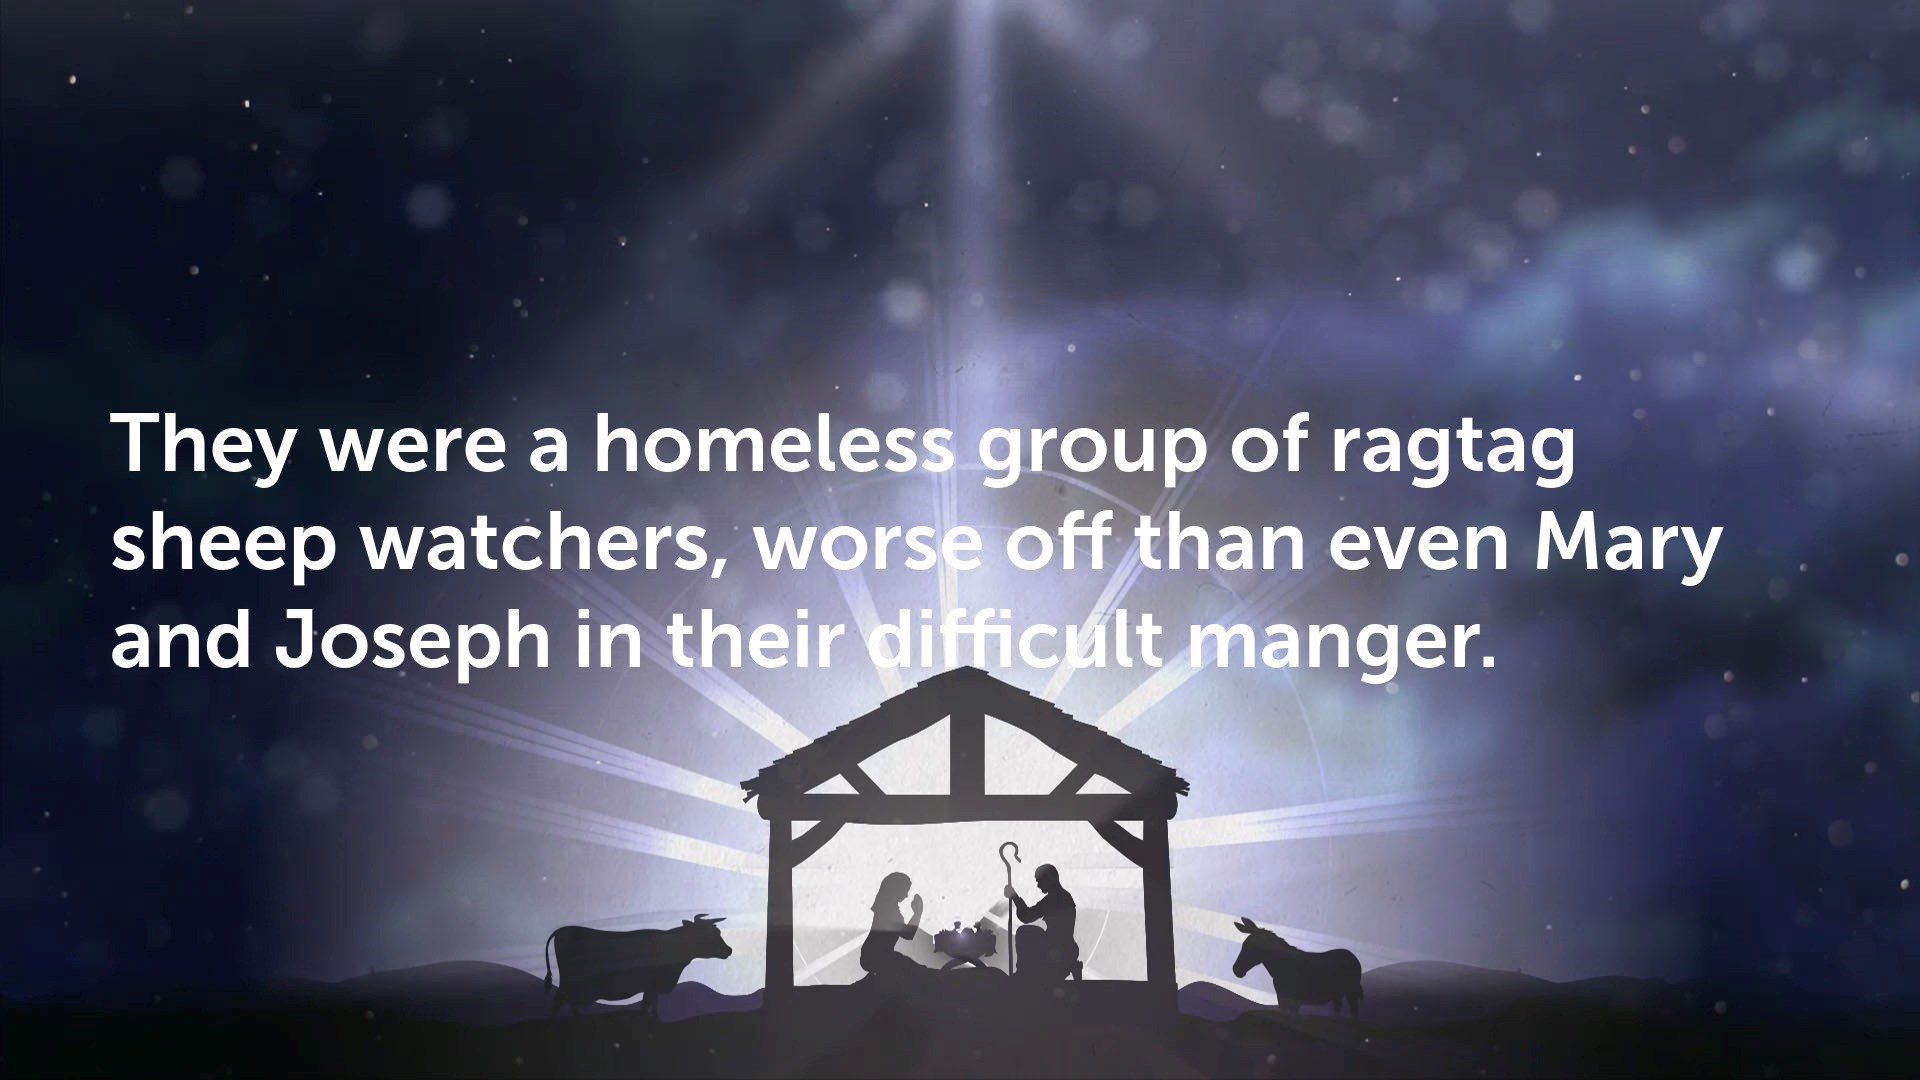 They were a homeless group of ragtag
sheep watchers, worse off than even Mary
and Joseph in their difficult manger.